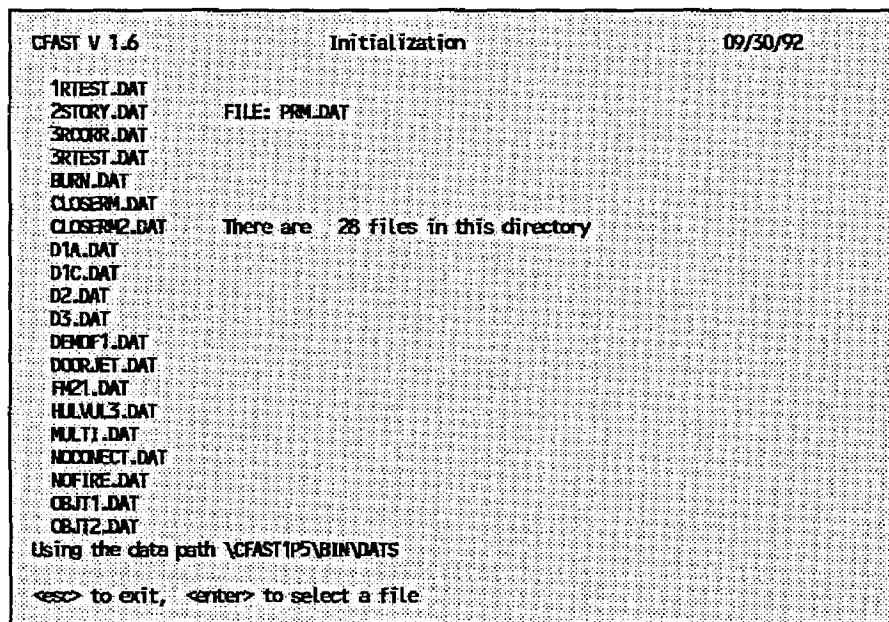 CFAST V 1.6 Initialization 09/30/92
1RTEST.DAT
2STORY.DAT FILE: PRM.DAT
3RCORR.DAT
3RTEST.DAT
BURN.DAT
CLOSERM.DAT
CLOSERM2.DAT There are 28 files in this directory
D1A.DAT
D1C.DAT
D2.DAT
D3.DAT
DEMOF1.DAT
DOORJET.DAT
FM21.DAT
HULVUL3.DAT
MULTI.DAT
NOCONECT.DAT
NOFIRE.DAT
OBJT1.DAT
OBJT2.DAT
Using the data path \CFAST1P5\BIN\DATS
<esc> to exit, <enter> to select a file